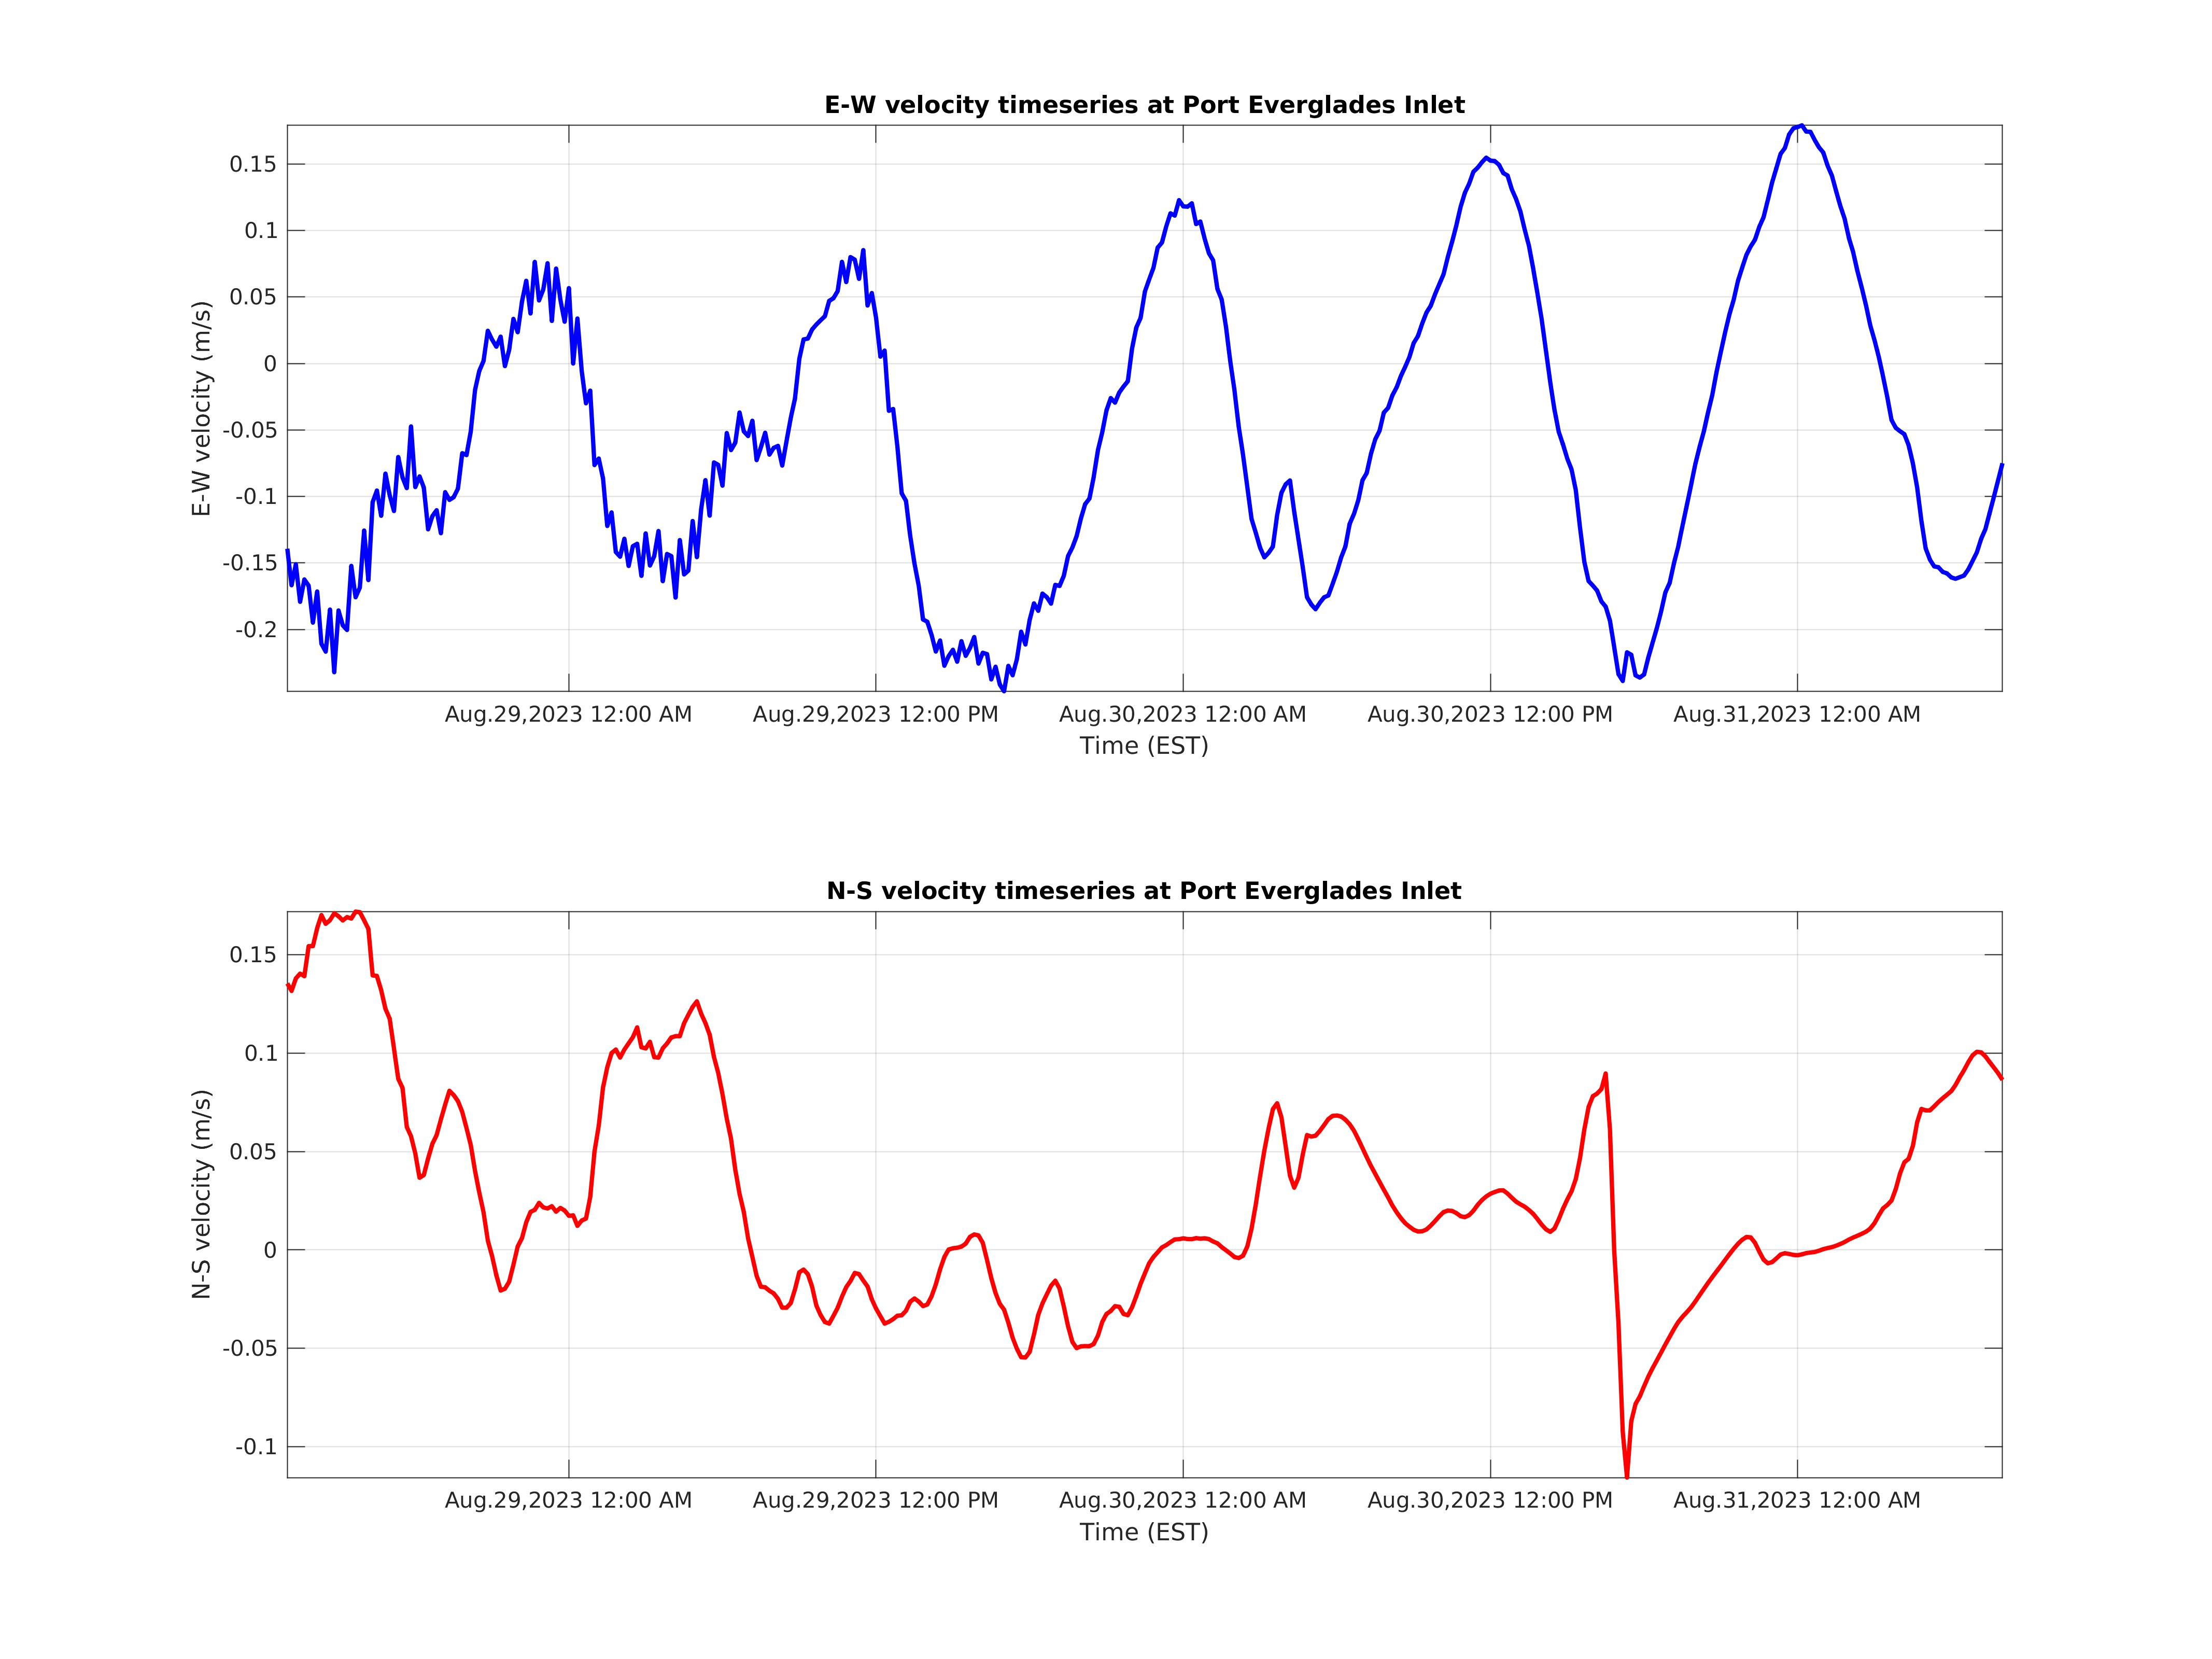 E-W velocity timeseries at Port Everglades Inlet
E-W velocity (m/s)
0.15
0.1
0.05
0
-0.05
-0.1
-0.15
-0.2
Aug.29,2023 12:00 AM Aug.29,2023 12:00 PM Aug.30,2023 12:00 AM Aug.30,2023 12:00 PM Aug.31,2023 12:00 AM
Time (EST)
N-S velocity timeseries at Port Everglades Inlet
N-S velocity (m/s)
0.15
0.1
0.05
0
-0.05
-0.1
Aug.29,2023 12:00 AM Aug.29,2023 12:00 PM Aug.30,2023 12:00 AM Aug.30,2023 12:00 PM Aug.31,2023 12:00 AM
Time (EST)